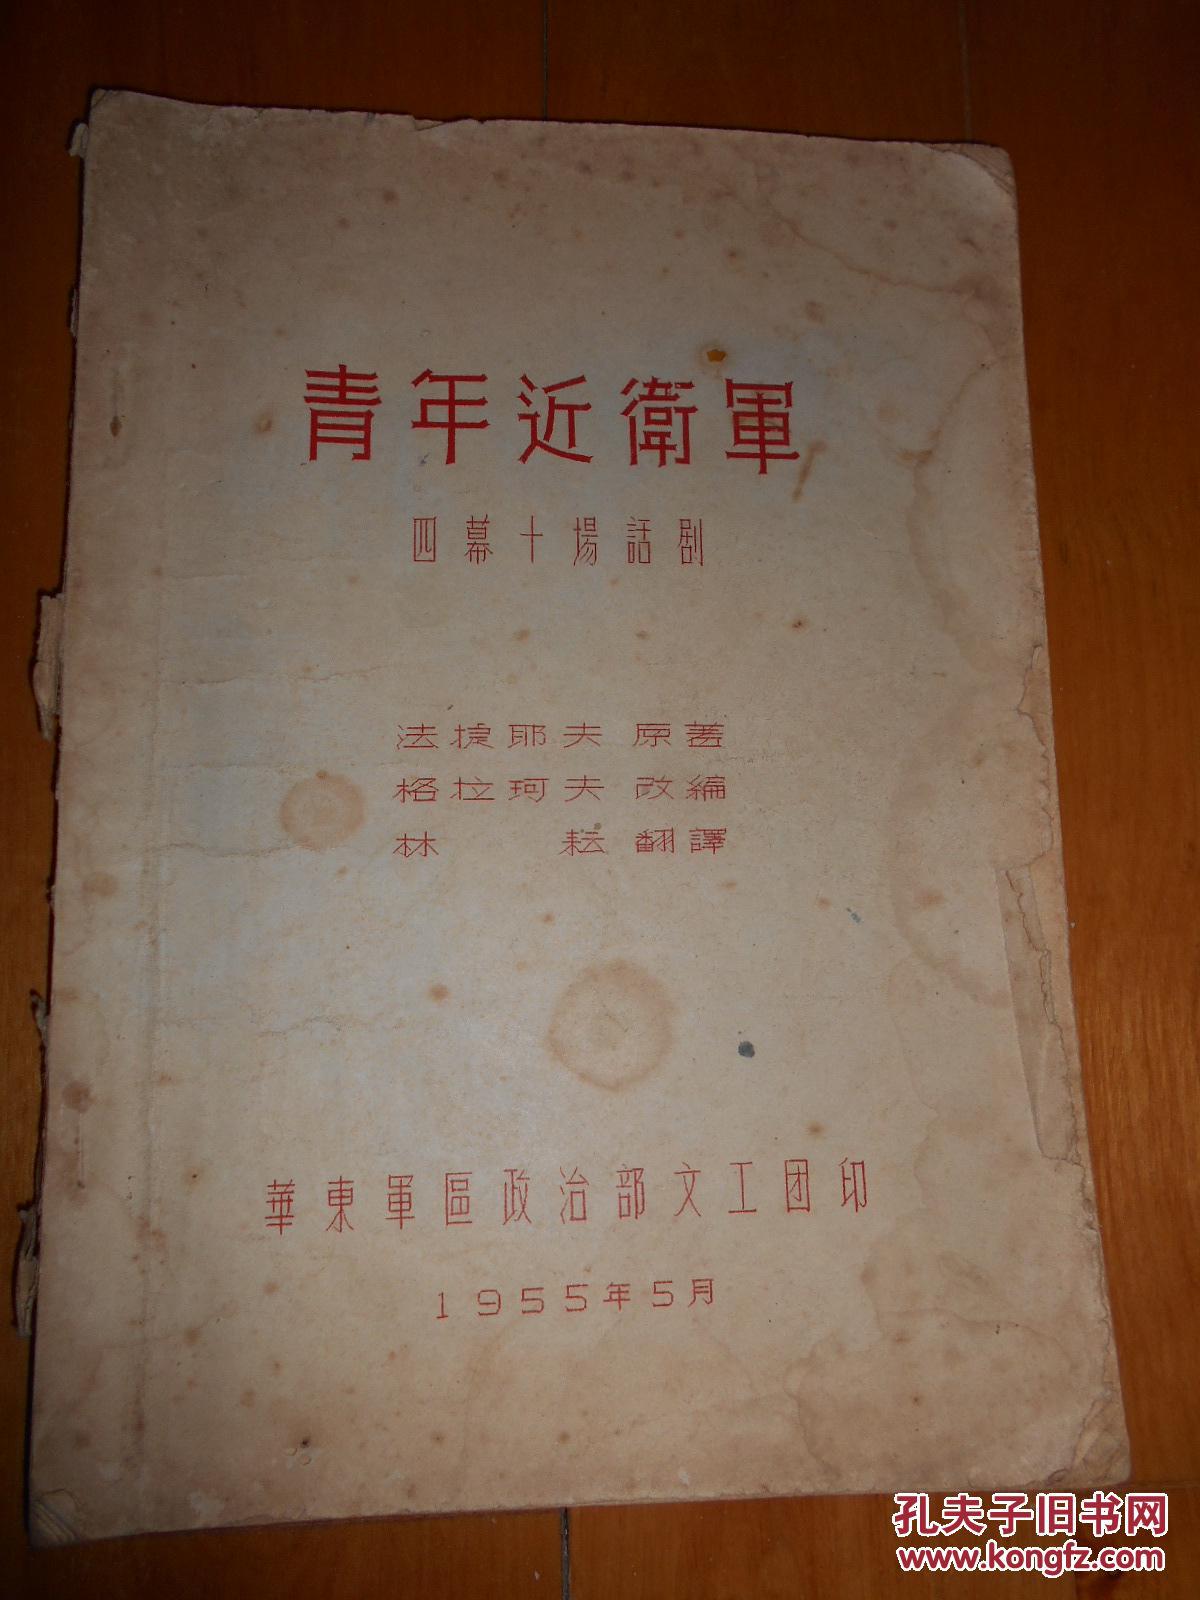 青年近衛軍
四幕十場話剧
法捷耶夫 原著
格拉珂夫 改編
林耘 翻譯
華東軍區政治部文工团印
1955年5月
孔夫子旧书网
www.kongfz.com